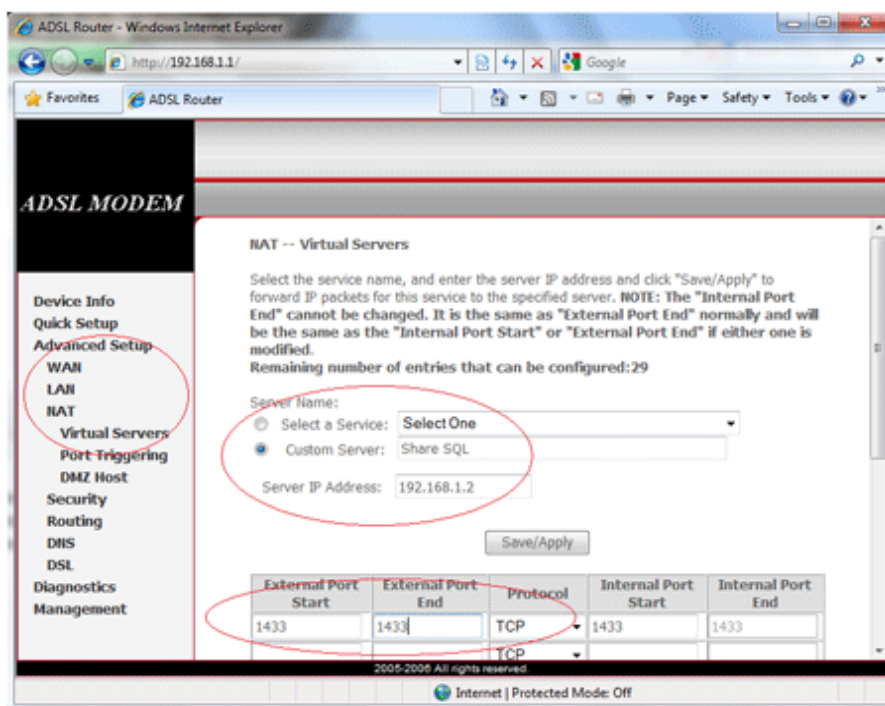 ADSL Router - Windows Internet Explorer
http://192.168.1.1/
Google
Favorites
ADSL Router
Page
Safety
Tools
ADSL MODEM
Device Info
Quick Setup
Advanced Setup
WAN
LAN
NAT
Virtual Servers
Port Triggering
DMZ Host
Security
Routing
DNS
DSL
Diagnostics
Management
NAT -- Virtual Servers
Select the service name, and enter the server IP address and click "Save/Apply" to
forward IP packets for this service to the specified server. NOTE: The "Internal Port
End" cannot be changed. It is the same as "External Port End" normally and will
be the same as the "Internal Port Start" or "External Port End" if either one is
modified.
Remaining number of entries that can be configured:29
Server Name:
Select a Service: Select One
Custom Server: Share SQL
Server IP Address: 192.168.1.2
Save/Apply
External Port Start External Port End Protocol Internal Port Start Internal Port End
1433 1433 TCP 1433 1433
TCP
2005-2006 All rights reserved.
Internet | Protected Mode: Off